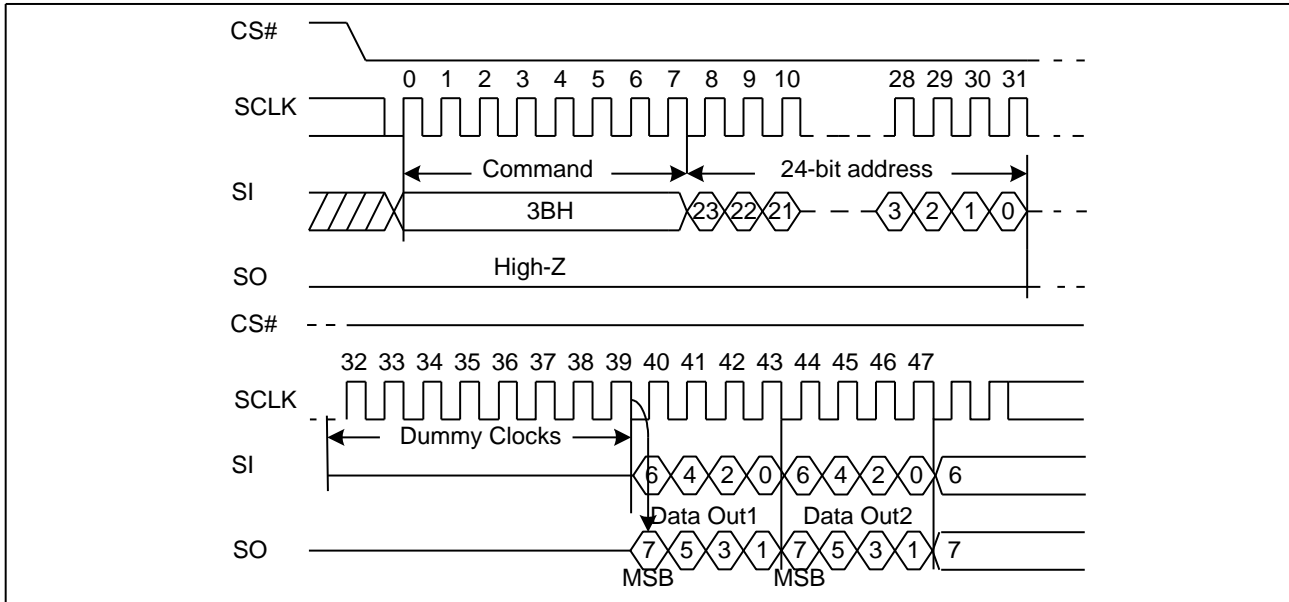 CS#
0 1 2 3 4 5 6 7 8 9 10 28 29 30 31
SCLK
Command 24-bit address
SI
3BH 23 22 21 3 2 1 0
High-Z
SO
CS#
32 33 34 35 36 37 38 39 40 41 42 43 44 45 46 47
SCLK
Dummy Clocks
SI
6 4 2 0 6 4 2 0 6
Data Out1 Data Out2
SO
7 5 3 1 7 5 3 1 7
MSB MSB